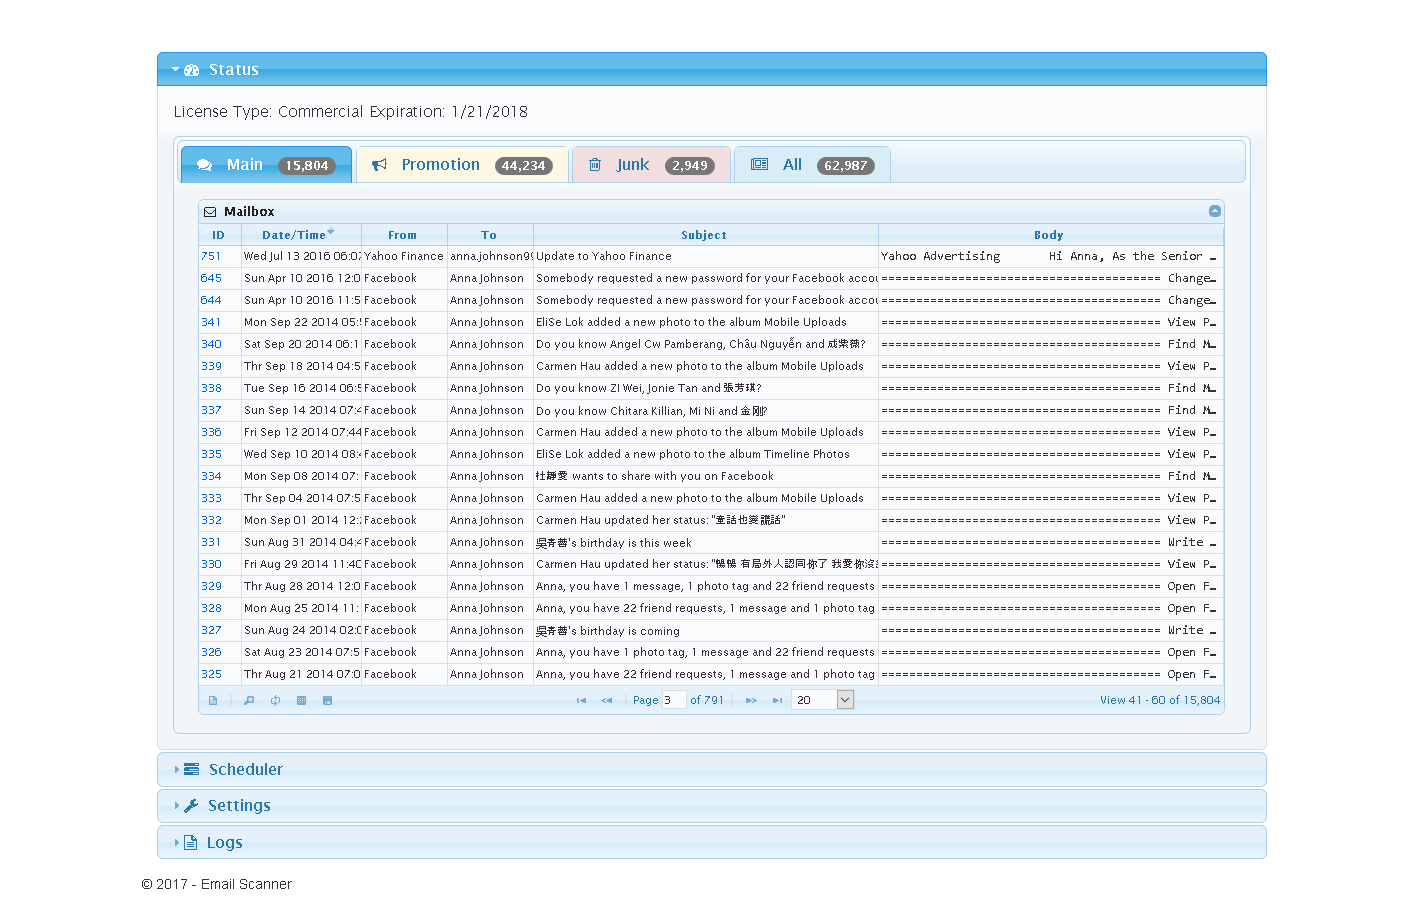 Status
License Type: Commercial Expiration: 1/21/2018
Main 15,804 Promotion 44,234 Junk 2,949 All 62,987
Mailbox
ID Date/Time From To Subject Body
751 Wed Jul 13 2016 06:0 Yahoo Finance anna.johnson99 Update to Yahoo Finance Yahoo Advertising Hi Anna, As the Senior …
645 Sun Apr 10 2016 12:0 Facebook Anna Johnson Somebody requested a new password for your Facebook accou ======================================== Change…
644 Sun Apr 10 2016 11:5 Facebook Anna Johnson Somebody requested a new password for your Facebook accou ======================================== Change…
341 Mon Sep 22 2014 05: Facebook Anna Johnson EliSe Lok added a new photo to the album Mobile Uploads ======================================== View P…
340 Sat Sep 20 2014 06:1 Facebook Anna Johnson Do you know Angel Cw Pamberang, Châu Nguyễn and 成紫薇? ======================================== Find M…
339 Thr Sep 18 2014 04:5 Facebook Anna Johnson Carmen Hau added a new photo to the album Mobile Uploads ======================================== View P…
338 Tue Sep 16 2014 06:5 Facebook Anna Johnson Do you know ZI Wei, Jonie Tan and 張芳琪? ======================================== Find M…
337 Sun Sep 14 2014 07:4 Facebook Anna Johnson Do you know Chitara Killian, Mi Ni and 金刚? ======================================== Find M…
336 Fri Sep 12 2014 07:44 Facebook Anna Johnson Carmen Hau added a new photo to the album Mobile Uploads ======================================== View P…
335 Wed Sep 10 2014 08:4 Facebook Anna Johnson EliSe Lok added a new photo to the album Timeline Photos ======================================== View P…
334 Mon Sep 08 2014 07: Facebook Anna Johnson 杜靜愛 wants to share with you on Facebook ======================================== Find M…
333 Thr Sep 04 2014 07:5 Facebook Anna Johnson Carmen Hau added a new photo to the album Mobile Uploads ======================================== View P…
332 Mon Sep 01 2014 12: Facebook Anna Johnson Carmen Hau updated her status: "童話也變謊話" ======================================== View P…
331 Sun Aug 31 2014 04:4 Facebook Anna Johnson 's birthday is this week ======================================== Write …
330 Fri Aug 29 2014 11:40 Facebook Anna Johnson Carmen Hau updated her status: "暢暢 有局外人認同你了 我愛你沒 ======================================== View P…
329 Thr Aug 28 2014 12:0 Facebook Anna Johnson Anna, you have 1 message, 1 photo tag and 22 friend requests ======================================== Open F…
328 Mon Aug 25 2014 11: Facebook Anna Johnson Anna, you have 22 friend requests, 1 message and 1 photo tag ======================================== Open F…
327 Sun Aug 24 2014 02:0 Facebook Anna Johnson 's birthday is coming ======================================== Write …
326 Sat Aug 23 2014 07:5 Facebook Anna Johnson Anna, you have 1 photo tag, 1 message and 22 friend requests ======================================== Open F…
325 Thr Aug 21 2014 07:0 Facebook Anna Johnson Anna, you have 22 friend requests, 1 message and 1 photo tag ======================================== Open F…
Page 3 of 791 20 View 41 - 60 of 15,804
Scheduler
Settings
Logs
© 2017 - Email Scanner